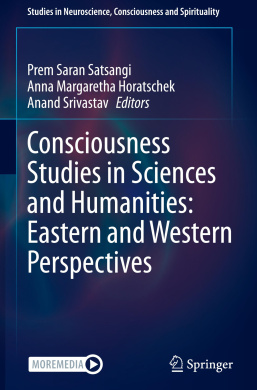 Studies in Neuroscience, Consciousness and Spirituality
Prem Saran Satsangi
Anna Margaretha Horatschek
Anand Srivastav Editors
Consciousness
Studies in Sciences
and Humanities:
Eastern and Western
Perspectives
MOREMEDIA
Springer